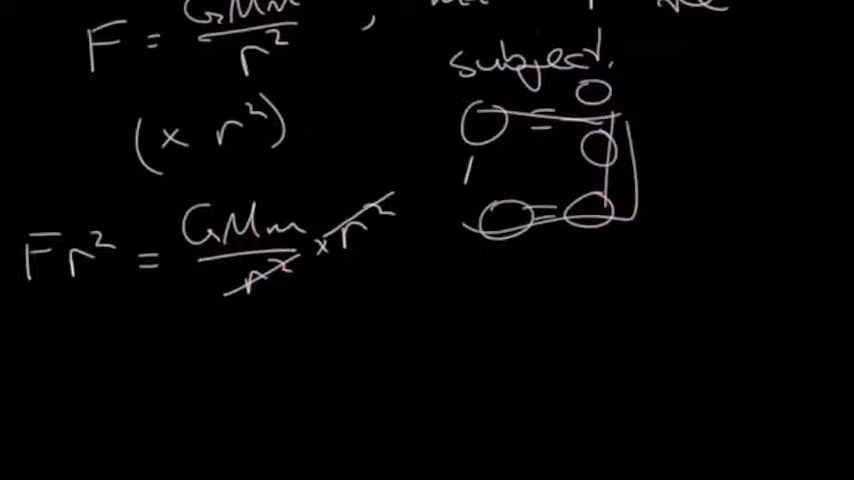 F = GMm / r² ,
subject.
(× r²)
Fr² = GMm / r² × r²